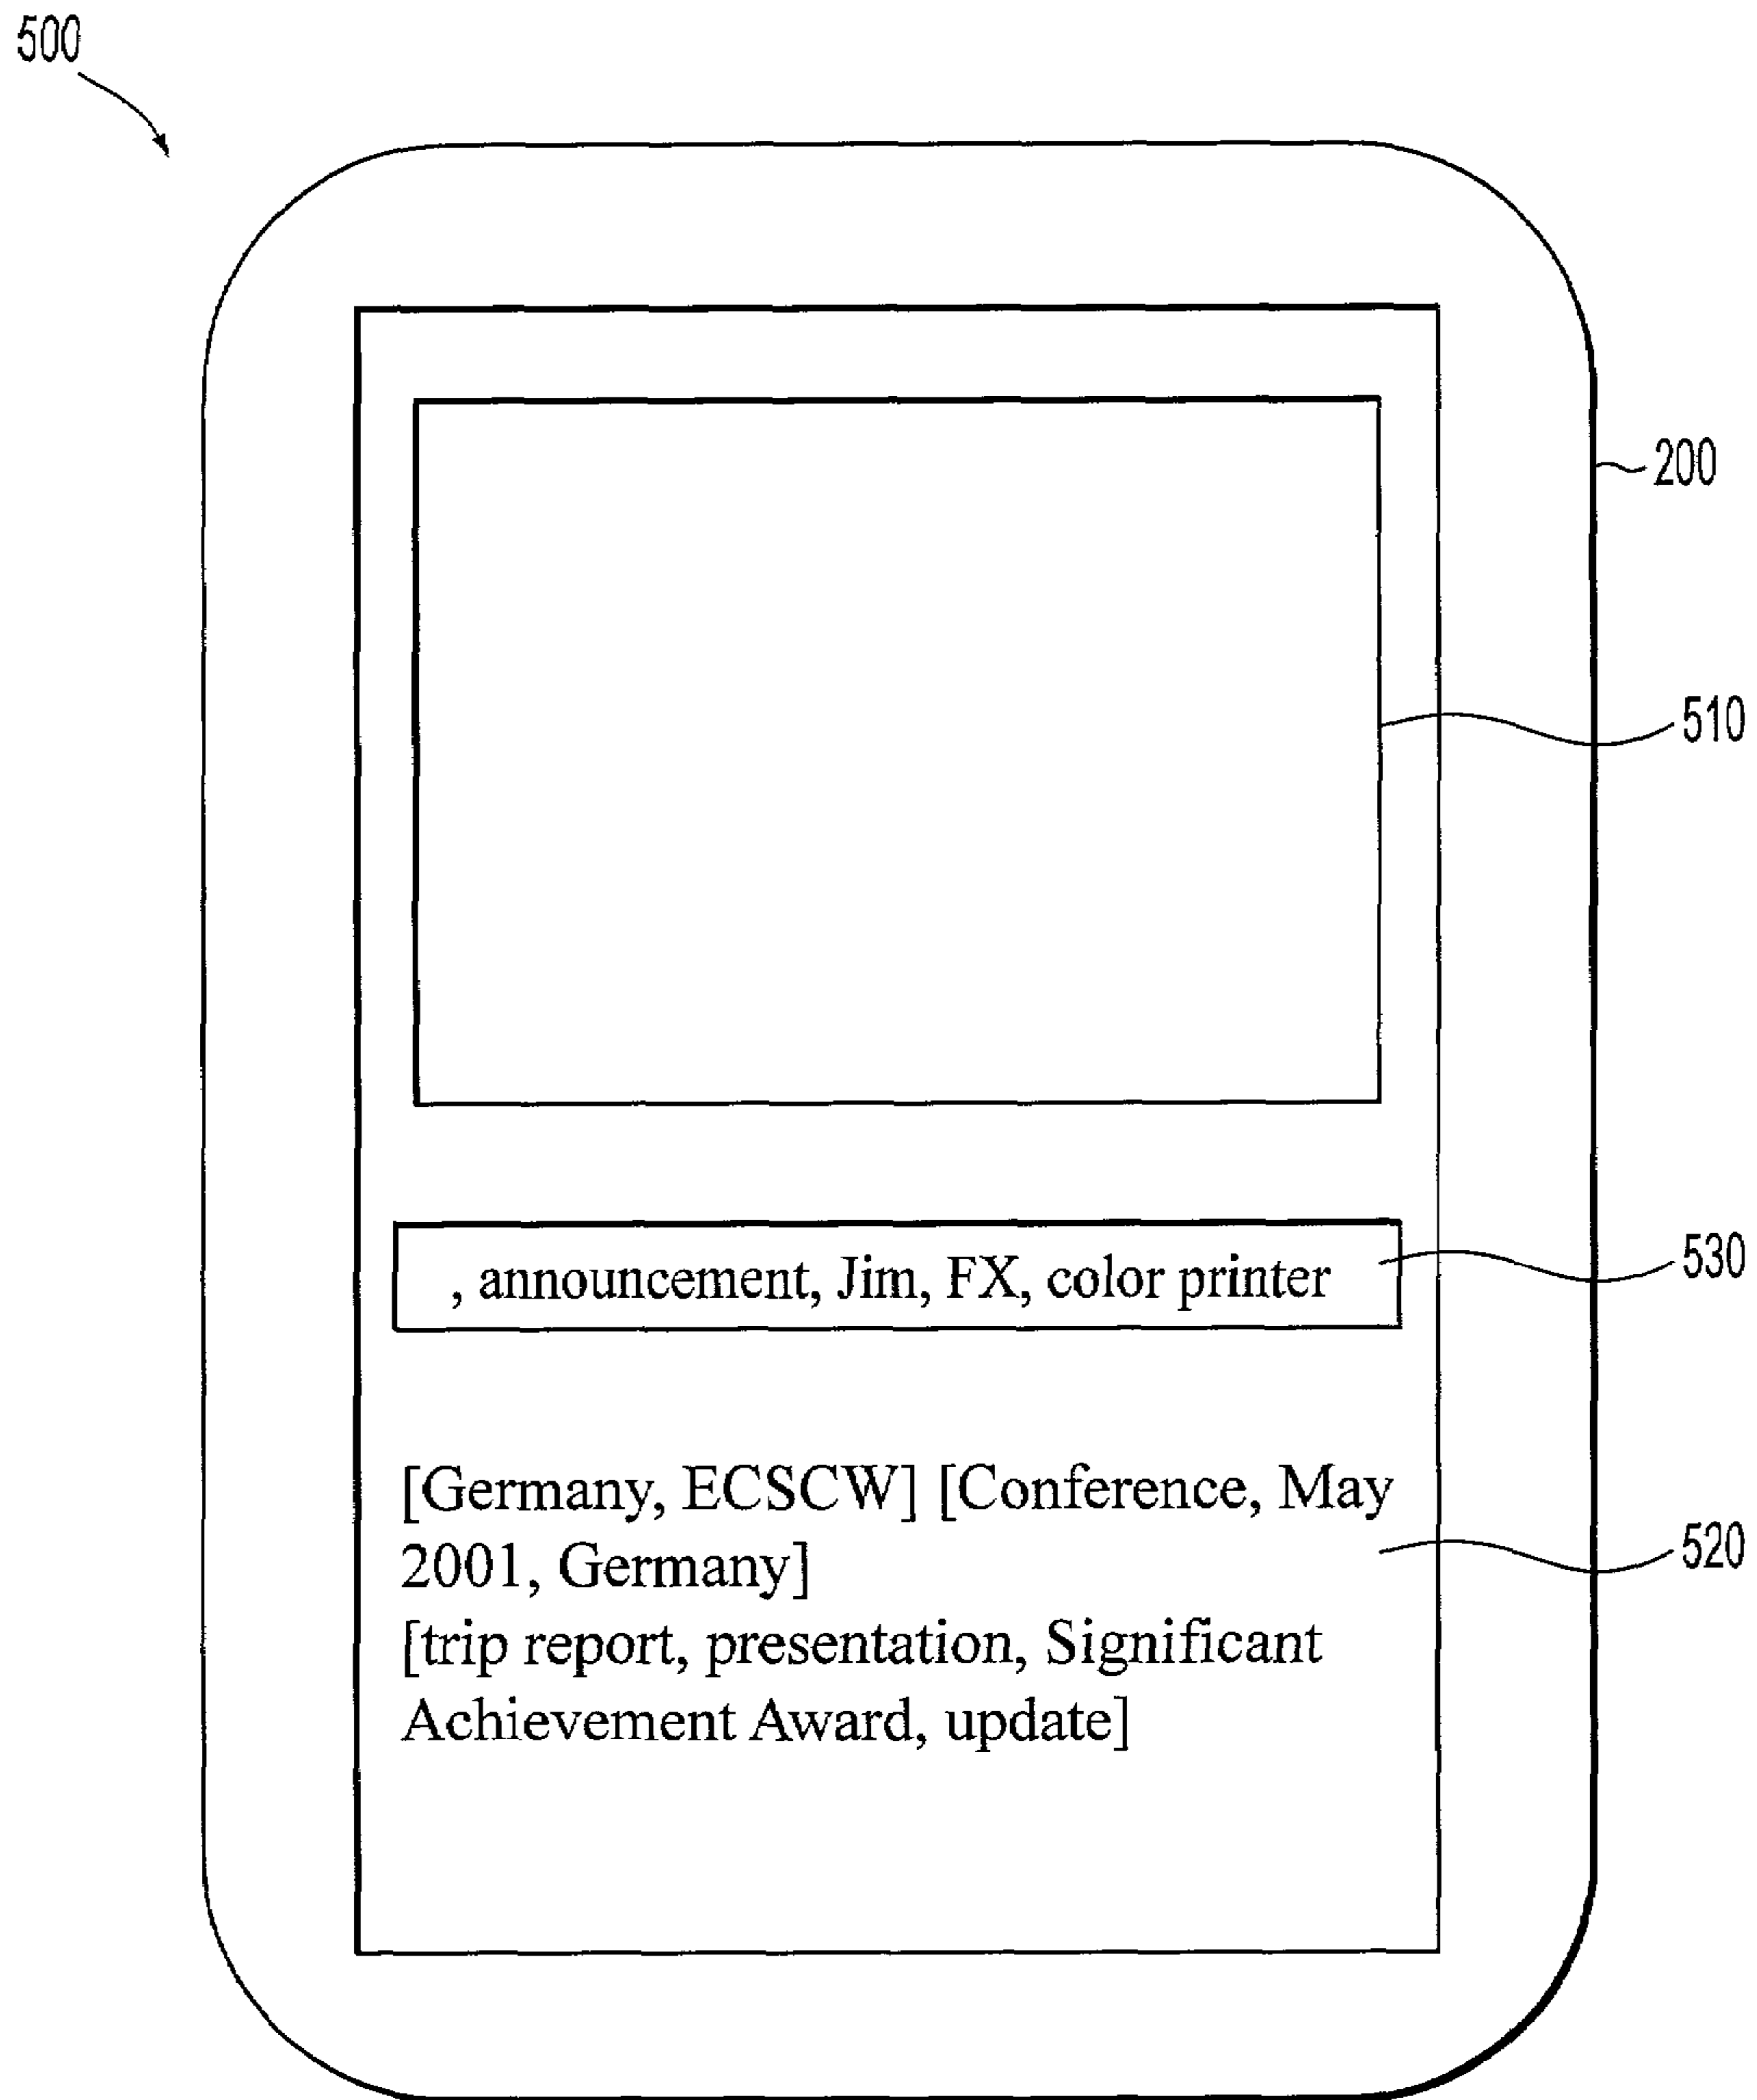 500
200
510
, announcement, Jim, FX, color printer
530
[Germany, ECSCW] [Conference, May
2001, Germany]
520
[trip report, presentation, Significant
Achievement Award, update]